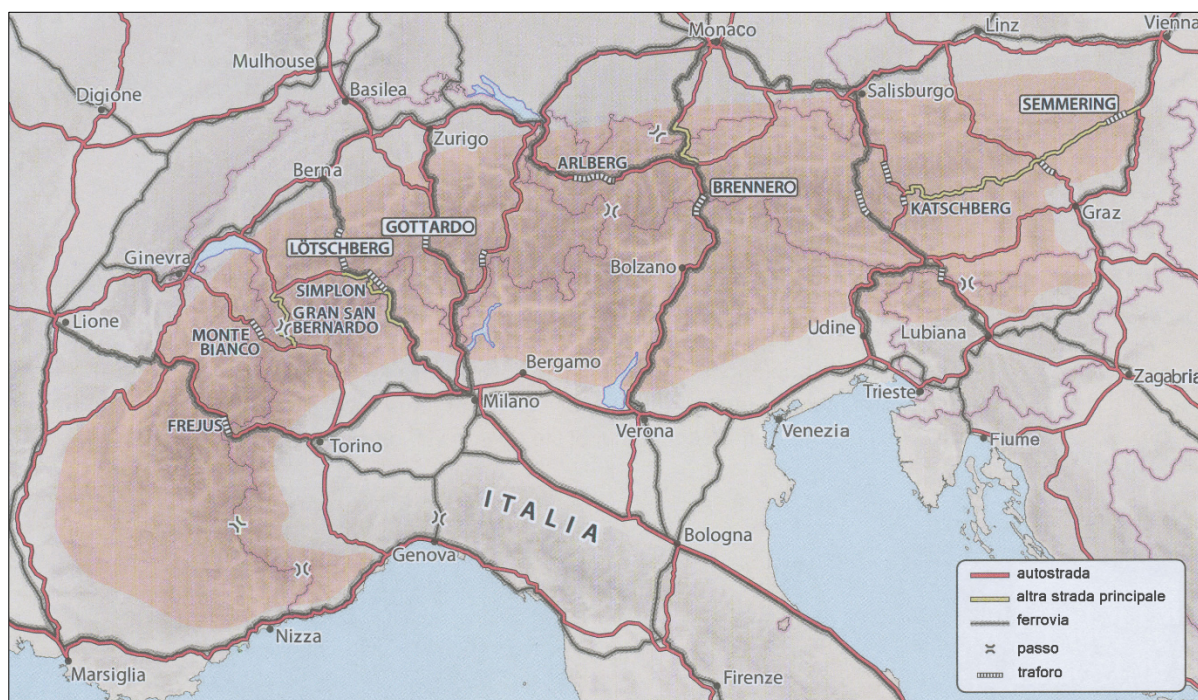 Monaco
Linz
Vienna
Mulhouse
Digione
Basilea
Salisburgo
SEMMERING
Zurigo
ARLBERG
Berna
BRENNERO
KATSCHBERG
Graz
GOTTARDO
LÖTSCHBERG
Ginevra
Bolzano
SIMPLON
GRAN SAN
BERNARDO
Lione
MONTE
BIANCO
Udine
Lubiana
Bergamo
Zagabria
Trieste
Milano
FREJUS
Verona
Venezia
Torino
Fiume
ITALIA
Genova
Bologna
autostrada
altra strada principale
ferrovia
passo
traforo
Nizza
Marsiglia
Firenze